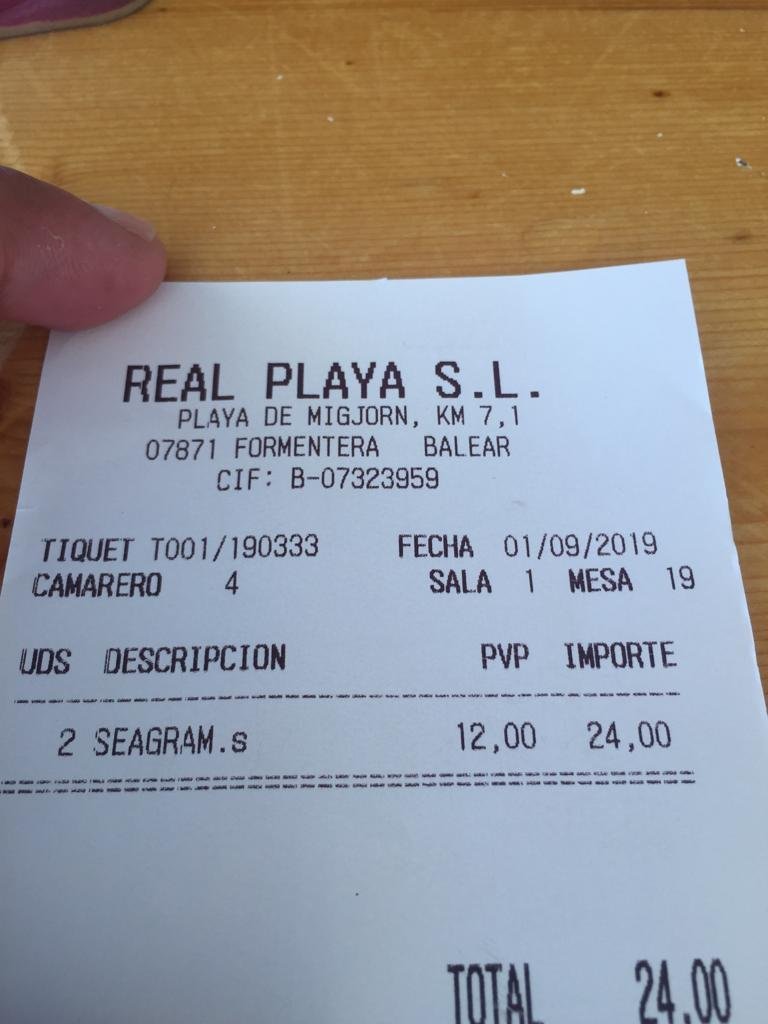 REAL PLAYA S.L.
PLAYA DE MIGJORN, KM 7,1
07871 FORMENTERA BALEAR
CIF: B-07323959
TIQUET T001/190333 FECHA 01/09/2019
CAMARERO 4 SALA 1 MESA 19
UDS DESCRIPCION PVP IMPORTE
2 SEAGRAM.s 12,00 24,00
TOTAL 24,00